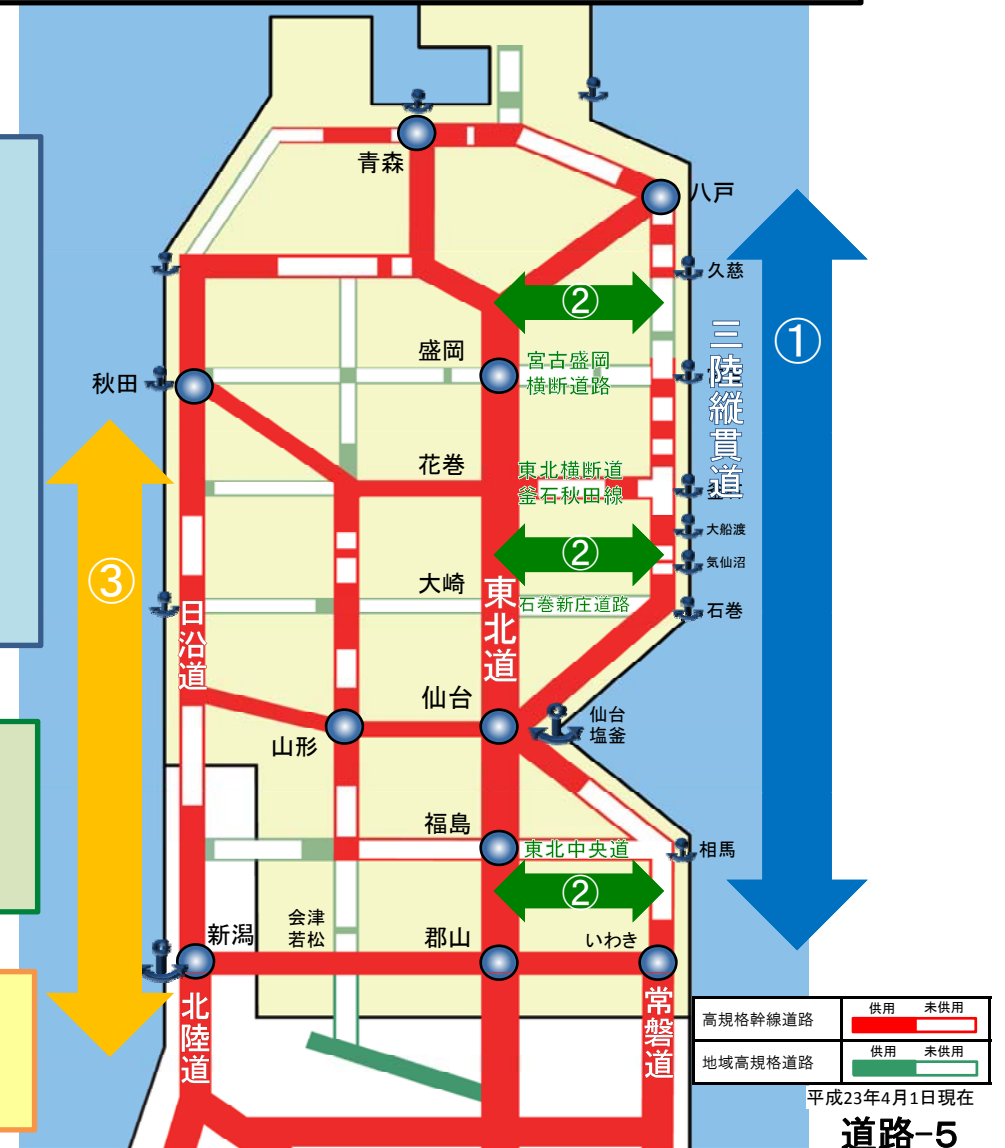 青森
八戸
久慈
①
②
三陸縦貫道
盛岡
宮古盛岡
横断道路
秋田
花巻
東北横断道
釜石秋田線
大船渡
②
気仙沼
③
大崎
東北道
石巻新庄道路
石巻
日沿道
仙台
仙台
塩釜
山形
福島
東北中央道
相馬
②
会津
若松
新潟
郡山
いわき
北陸道
常磐道
高規格幹線道路
供用 未供用
地域高規格道路
供用 未供用
平成23年4月1日現在
道路-5